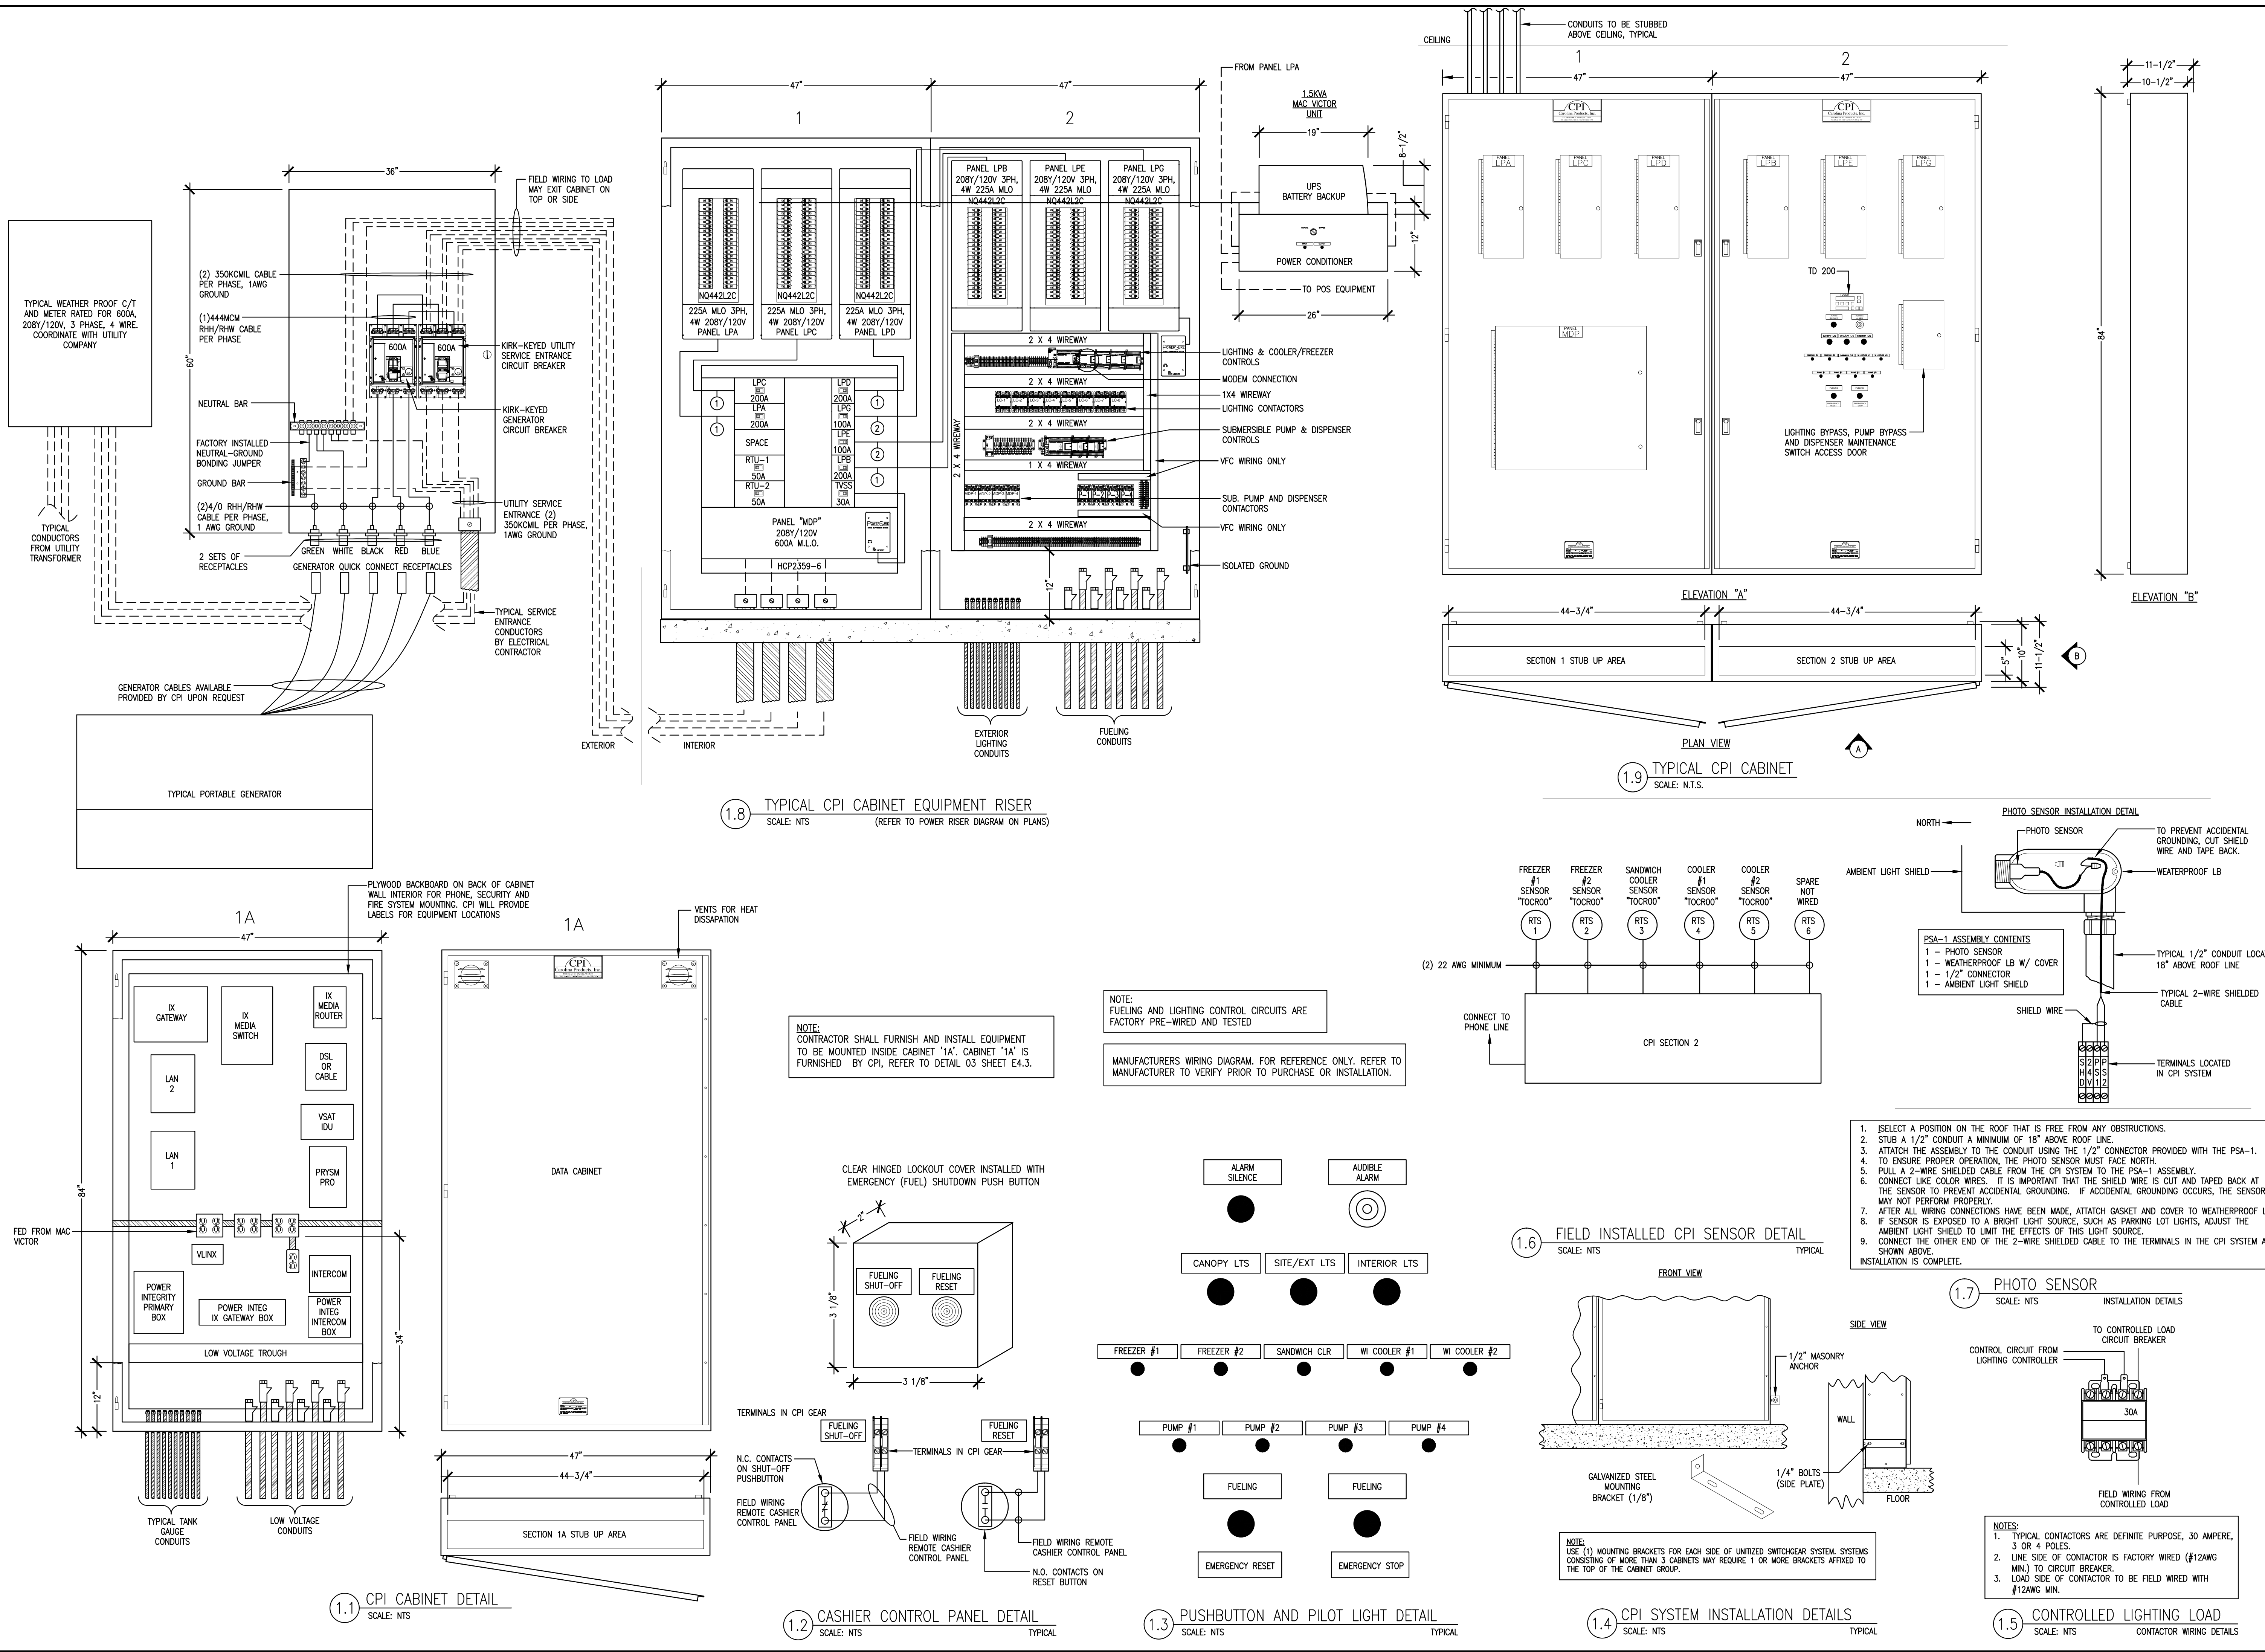 TYPICAL WEATHER PROOF C/T
AND METER RATED FOR 600A,
208Y/120V, 3 PHASE, 4 WIRE.
COORDINATE WITH UTILITY
COMPANY
TYPICAL
CONDUCTORS
FROM UTILITY
TRANSFORMER
36"
60"
FIELD WIRING TO LOAD
MAY EXIT CABINET ON
TOP OR SIDE
(2) 350KCMIL CABLE
PER PHASE, 1AWG
GROUND
(1)444MCM
RHH/RHW CABLE
PER PHASE
600A
600A
1
KIRK-KEYED UTILITY
SERVICE ENTRANCE
CIRCUIT BREAKER
KIRK-KEYED
GENERATOR
CIRCUIT BREAKER
NEUTRAL BAR
FACTORY INSTALLED
NEUTRAL-GROUND
BONDING JUMPER
GROUND BAR
(2)4/0 RHH/RHW
CABLE PER PHASE,
1 AWG GROUND
2 SETS OF
RECEPTACLES
GREEN WHITE BLACK RED BLUE
GENERATOR QUICK CONNECT RECEPTACLES
UTILITY SERVICE
ENTRANCE (2)
350KCMIL PER PHASE,
1AWG GROUND
TYPICAL SERVICE
ENTRANCE
CONDUCTORS
BY ELECTRICAL
CONTRACTOR
GENERATOR CABLES AVAILABLE
PROVIDED BY CPI UPON REQUEST
TYPICAL PORTABLE GENERATOR
EXTERIOR
INTERIOR
47"
47"
1
2
NQ442L2C
NQ442L2C
NQ442L2C
225A MLO 3PH,
4W 208Y/120V
PANEL LPA
225A MLO 3PH,
4W 208Y/120V
PANEL LPC
225A MLO 3PH,
4W 208Y/120V
PANEL LPD
PANEL LPB
208Y/120V 3PH,
4W 225A MLO
NQ442L2C
PANEL LPE
208Y/120V 3PH,
4W 225A MLO
NQ442L2C
PANEL LPG
208Y/120V 3PH,
4W 225A MLO
NQ442L2C
LPC
200A
LPA
200A
SPACE
RTU-1
50A
RTU-2
50A
LPD
200A
LPG
100A
LPE
100A
LPB
200A
TVSS
30A
1
1
1
2
2
1
PANEL "MDP"
208Y/120V
600A M.L.O.
HCP2359-6
2 X 4 WIREWAY
2 X 4 WIREWAY
2 X 4 WIREWAY
1 X 4 WIREWAY
2 X 4 WIREWAY
2 X 4 WIREWAY
LC-1 LC-2 LC-3 LC-4 LC-5 LC-6 LC-7 LC-8
MDP-1 MDP-2 MDP-3 MDP-4
P-1 P-2 P-3 P-4
12"
LIGHTING & COOLER/FREEZER
CONTROLS
MODEM CONNECTION
1X4 WIREWAY
LIGHTING CONTACTORS
SUBMERSIBLE PUMP & DISPENSER
CONTROLS
VFC WIRING ONLY
SUB. PUMP AND DISPENSER
CONTACTORS
VFC WIRING ONLY
ISOLATED GROUND
EXTERIOR
LIGHTING
CONDUITS
FUELING
CONDUITS
FROM PANEL LPA
1.5KVA
MAC VICTOR
UNIT
19"
8-1/2"
UPS
BATTERY BACKUP
12"
POWER CONDITIONER
TO POS EQUIPMENT
26"
1.8
TYPICAL CPI CABINET EQUIPMENT RISER
SCALE: NTS (REFER TO POWER RISER DIAGRAM ON PLANS)
CONDUITS TO BE STUBBED
ABOVE CEILING, TYPICAL
CEILING
1
2
47"
47"
CPI
Carolina Products, Inc.
CPI
Carolina Products, Inc.
PANEL
LPA
PANEL
LPC
PANEL
LPD
PANEL
LPB
PANEL
LPE
PANEL
LPG
PANEL
MDP
TD 200
LIGHTING BYPASS, PUMP BYPASS
AND DISPENSER MAINTENANCE
SWITCH ACCESS DOOR
ELEVATION "A"
11-1/2"
10-1/2"
84"
ELEVATION "B"
44-3/4"
44-3/4"
SECTION 1 STUB UP AREA
SECTION 2 STUB UP AREA
5"
10"
11-1/2"
B
PLAN VIEW
A
1.9
TYPICAL CPI CABINET
SCALE: N.T.S.
1A
47"
PLYWOOD BACKBOARD ON BACK OF CABINET
WALL INTERIOR FOR PHONE, SECURITY AND
FIRE SYSTEM MOUNTING. CPI WILL PROVIDE
LABELS FOR EQUIPMENT LOCATIONS
84"
IX
GATEWAY
IX
MEDIA
SWITCH
IX
MEDIA
ROUTER
LAN
2
DSL
OR
CABLE
VSAT
IDU
LAN
1
PRYSM
PRO
FED FROM MAC
VICTOR
VLINX
INTERCOM
POWER
INTEGRITY
PRIMARY
BOX
POWER INTEG
IX GATEWAY BOX
POWER
INTEG
INTERCOM
BOX
LOW VOLTAGE TROUGH
34"
12"
TYPICAL TANK
GAUGE
CONDUITS
LOW VOLTAGE
CONDUITS
1A
VENTS FOR HEAT
DISSAPATION
CPI
Carolina Products, Inc.
DATA CABINET
47"
44-3/4"
SECTION 1A STUB UP AREA
1.1
CPI CABINET DETAIL
SCALE: NTS
NOTE:
CONTRACTOR SHALL FURNISH AND INSTALL EQUIPMENT
TO BE MOUNTED INSIDE CABINET '1A'. CABINET '1A' IS
FURNISHED BY CPI, REFER TO DETAIL 03 SHEET E4.3.
CLEAR HINGED LOCKOUT COVER INSTALLED WITH
EMERGENCY (FUEL) SHUTDOWN PUSH BUTTON
2"
3 1/8"
FUELING
SHUT-OFF
FUELING
RESET
3 1/8"
TERMINALS IN CPI GEAR
FUELING
SHUT-OFF
FUELING
RESET
TERMINALS IN CPI GEAR
N.C. CONTACTS
ON SHUT-OFF
PUSHBUTTON
FIELD WIRING
REMOTE CASHIER
CONTROL PANEL
FIELD WIRING
REMOTE CASHIER
CONTROL PANEL
FIELD WIRING REMOTE
CASHIER CONTROL PANEL
N.O. CONTACTS ON
RESET BUTTON
1.2
CASHIER CONTROL PANEL DETAIL
SCALE: NTS TYPICAL
NOTE:
FUELING AND LIGHTING CONTROL CIRCUITS ARE
FACTORY PRE-WIRED AND TESTED
MANUFACTURERS WIRING DIAGRAM. FOR REFERENCE ONLY. REFER TO
MANUFACTURER TO VERIFY PRIOR TO PURCHASE OR INSTALLATION.
ALARM
SILENCE
AUDIBLE
ALARM
CANOPY LTS
SITE/EXT LTS
INTERIOR LTS
FREEZER #1
FREEZER #2
SANDWICH CLR
WI COOLER #1
WI COOLER #2
PUMP #1
PUMP #2
PUMP #3
PUMP #4
FUELING
FUELING
EMERGENCY RESET
EMERGENCY STOP
1.3
PUSHBUTTON AND PILOT LIGHT DETAIL
SCALE: NTS TYPICAL
FREEZER
#1
SENSOR
"TOCR00"
FREEZER
#2
SENSOR
"TOCR00"
SANDWICH
COOLER
SENSOR
"TOCR00"
COOLER
#1
SENSOR
"TOCR00"
COOLER
#2
SENSOR
"TOCR00"
SPARE
NOT
WIRED
RTS
1
RTS
2
RTS
3
RTS
4
RTS
5
RTS
6
(2) 22 AWG MINIMUM
CONNECT TO
PHONE LINE
CPI SECTION 2
1.6
FIELD INSTALLED CPI SENSOR DETAIL
SCALE: NTS TYPICAL
FRONT VIEW
1/2" MASONRY
ANCHOR
SIDE VIEW
WALL
GALVANIZED STEEL
MOUNTING
BRACKET (1/8")
1/4" BOLTS
(SIDE PLATE)
FLOOR
NOTE:
USE (1) MOUNTING BRACKETS FOR EACH SIDE OF UNITIZED SWITCHGEAR SYSTEM. SYSTEMS
CONSISTING OF MORE THAN 3 CABINETS MAY REQUIRE 1 OR MORE BRACKETS AFFIXED TO
THE TOP OF THE CABINET GROUP.
1.4
CPI SYSTEM INSTALLATION DETAILS
SCALE: NTS TYPICAL
PHOTO SENSOR INSTALLATION DETAIL
NORTH
PHOTO SENSOR
TO PREVENT ACCIDENTAL
GROUNDING, CUT SHIELD
WIRE AND TAPE BACK.
AMBIENT LIGHT SHIELD
WEATERPROOF LB
PSA-1 ASSEMBLY CONTENTS
1 - PHOTO SENSOR
1 - WEATHERPROOF LB W/ COVER
1 - 1/2" CONNECTOR
1 - AMBIENT LIGHT SHIELD
TYPICAL 1/2" CONDUIT LOCA
18" ABOVE ROOF LINE
TYPICAL 2-WIRE SHIELDED
CABLE
SHIELD WIRE
SHD 24V PS1 PS2
TERMINALS LOCATED
IN CPI SYSTEM
1. SELECT A POSITION ON THE ROOF THAT IS FREE FROM ANY OBSTRUCTIONS.
2. STUB A 1/2" CONDUIT A MINIMUIM OF 18" ABOVE ROOF LINE.
3. ATTACH THE ASSEMBLY TO THE CONDUIT USING THE 1/2" CONNECTOR PROVIDED WITH THE PSA-1.
4. TO ENSURE PROPER OPERATION, THE PHOTO SENSOR MUST FACE NORTH.
5. PULL A 2-WIRE SHIELDED CABLE FROM THE CPI SYSTEM TO THE PSA-1 ASSEMBLY.
6. CONNECT LIKE COLOR WIRES. IT IS IMPORTANT THAT THE SHIELD WIRE IS CUT AND TAPED BACK AT
THE SENSOR TO PREVENT ACCIDENTAL GROUNDING. IF ACCIDENTAL GROUNDING OCCURS, THE SENSOR
MAY NOT PERFORM PROPERLY.
7. AFTER ALL WIRING CONNECTIONS HAVE BEEN MADE, ATTATCH GASKET AND COVER TO WEATHERPROOF L
8. IF SENSOR IS EXPOSED TO A BRIGHT LIGHT SOURCE, SUCH AS PARKING LOT LIGHTS, ADJUST THE
AMBIENT LIGHT SHIELD TO LIMIT THE EFFECTS OF THIS LIGHT SOURCE.
9. CONNECT THE OTHER END OF THE 2-WIRE SHIELDED CABLE TO THE TERMINALS IN THE CPI SYSTEM A
SHOWN ABOVE.
INSTALLATION IS COMPLETE.
1.7
PHOTO SENSOR
SCALE: NTS INSTALLATION DETAILS
TO CONTROLLED LOAD
CIRCUIT BREAKER
CONTROL CIRCUIT FROM
LIGHTING CONTROLLER
30A
FIELD WIRING FROM
CONTROLLED LOAD
NOTES:
1. TYPICAL CONTACTORS ARE DEFINITE PURPOSE, 30 AMPERE,
3 OR 4 POLES.
2. LINE SIDE OF CONTACTOR IS FACTORY WIRED (#12AWG
MIN.) TO CIRCUIT BREAKER.
3. LOAD SIDE OF CONTACTOR TO BE FIELD WIRED WITH
#12AWG MIN.
1.5
CONTROLLED LIGHTING LOAD
SCALE: NTS CONTACTOR WIRING DETAILS